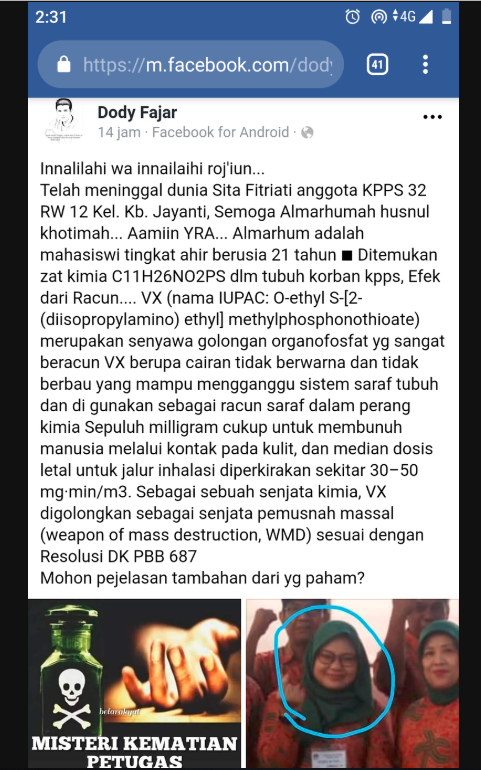 2:31
4G
https://m.facebook.com/dody
41
Dody Fajar
14 jam · Facebook for Android ·
Innalilahi wa innailaihi roj'iun...
Telah meninggal dunia Sita Fitriati anggota KPPS 32
RW 12 Kel. Kb. Jayanti, Semoga Almarhumah husnul
khotimah... Aamiin YRA... Almarhum adalah
mahasiswi tingkat ahir berusia 21 tahun ■ Ditemukan
zat kimia C11H26NO2PS dlm tubuh korban kpps, Efek
dari Racun.... VX (nama IUPAC: O-ethyl S-[2-
(diisopropylamino) ethyl] methylphosphonothioate)
merupakan senyawa golongan organofosfat yg sangat
beracun VX berupa cairan tidak berwarna dan tidak
berbau yang mampu mengganggu sistem saraf tubuh
dan di gunakan sebagai racun saraf dalam perang
kimia Sepuluh milligram cukup untuk membunuh
manusia melalui kontak pada kulit, dan median dosis
letal untuk jalur inhalasi diperkirakan sekitar 30–50
mg·min/m3. Sebagai sebuah senjata kimia, VX
digolongkan sebagai senjata pemusnah massal
(weapon of mass destruction, WMD) sesuai dengan
Resolusi DK PBB 687
Mohon pejelasan tambahan dari yg paham?
belarakyat
MISTERI KEMATIAN
PETUGAS